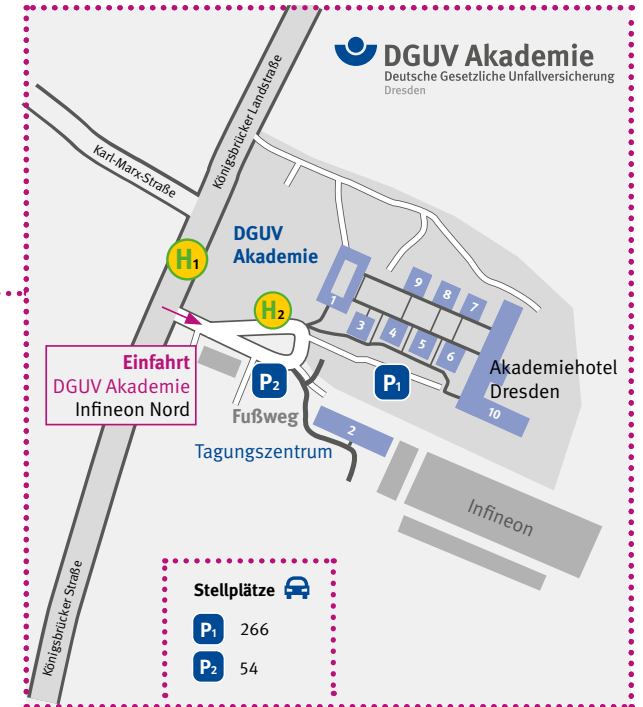 DGUV Akademie
Deutsche Gesetzliche Unfallversicherung
Dresden
Königsbrücker Landstraße
Karl-Marx-Straße
DGUV
Akademie
H1
H2
9
8
7
1
3
4
5
6
10
2
Einfahrt
DGUV Akademie
Infineon Nord
P2
P1
Akademiehotel
Dresden
Fußweg
Tagungszentrum
Infineon
Königsbrücker Straße
Stellplätze
P1 266
P2 54